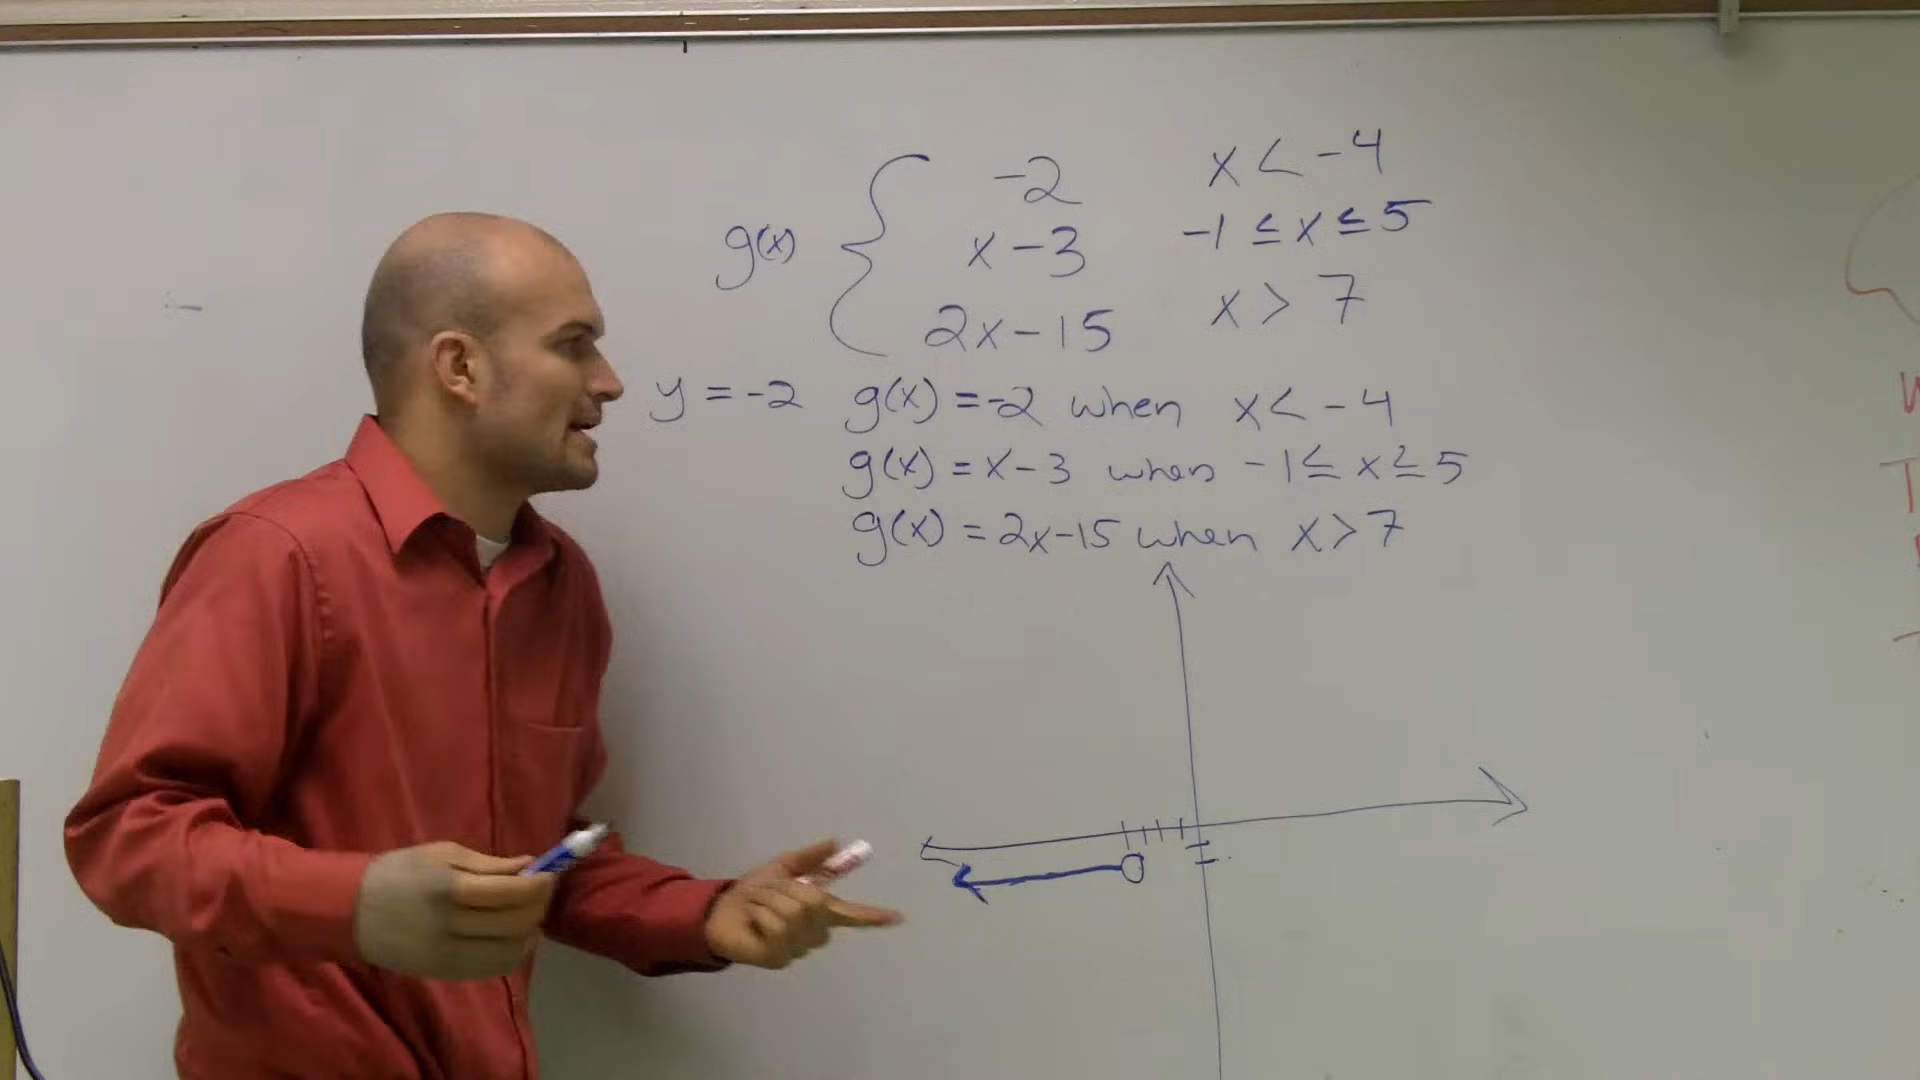 g(x) { -2 x < -4
x - 3 -1 ≤ x ≤ 5
2x - 15 x > 7
y = -2 g(x) = -2 when x < -4
g(x) = x - 3 when -1 ≤ x ≥ 5
g(x) = 2x - 15 when x > 7